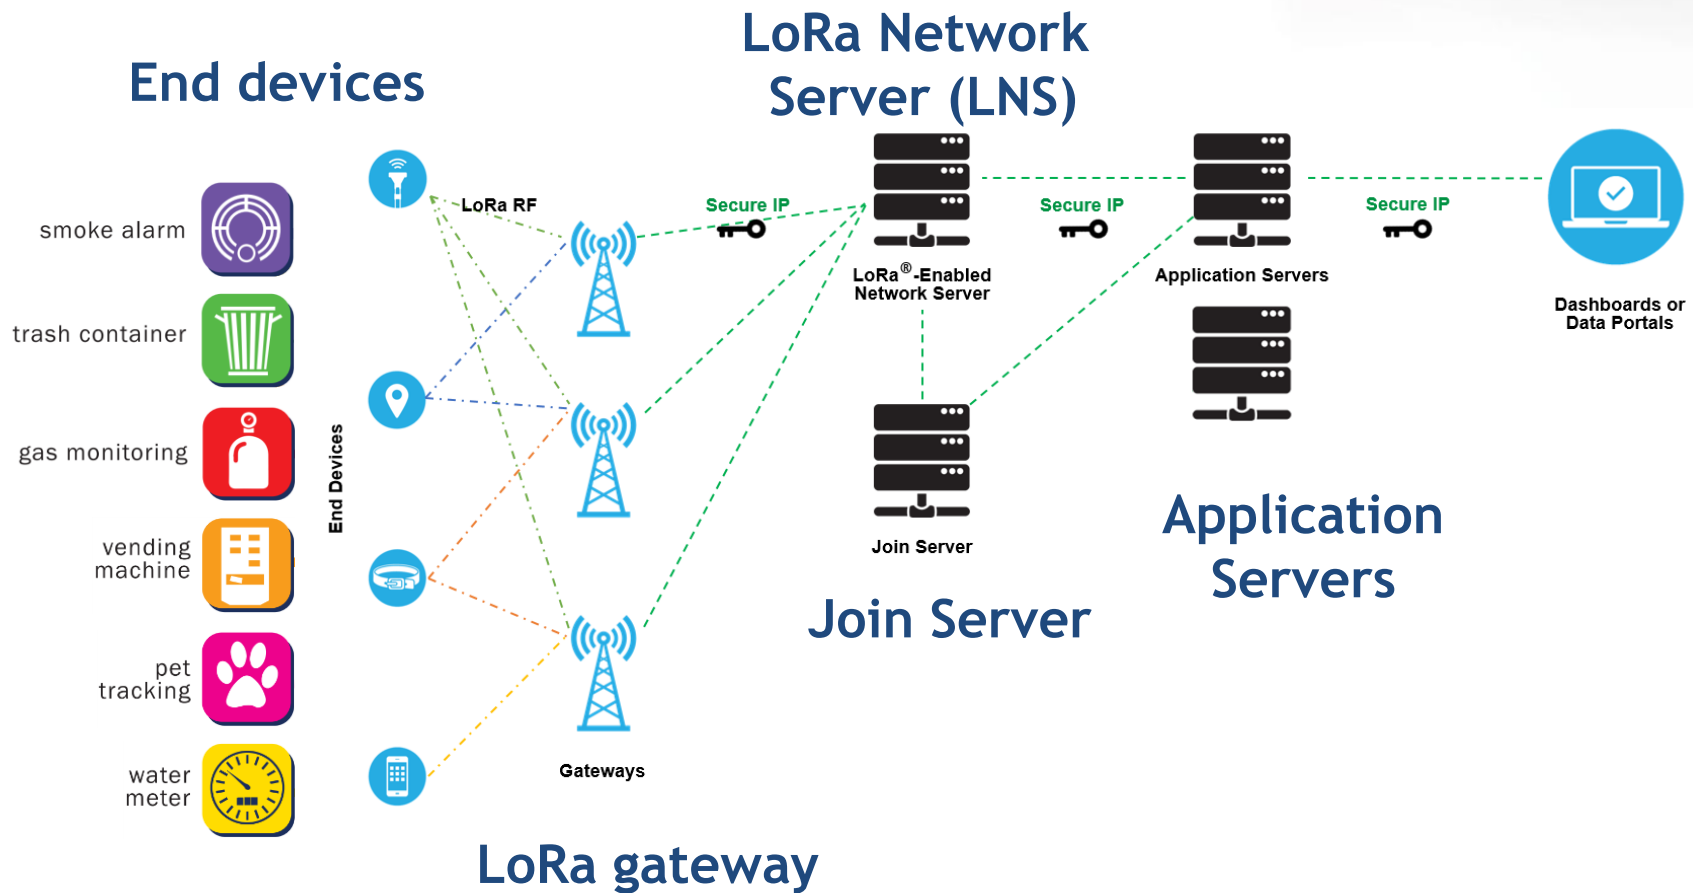 LoRa Network
Server (LNS)
End devices
smoke alarm
trash container
gas monitoring
vending
machine
pet
tracking
water
meter
End Devices
LoRa RF
Gateways
LoRa gateway
Secure IP
LoRa®-Enabled
Network Server
Join Server
Join Server
Secure IP
Application Servers
Application
Servers
Secure IP
Dashboards or
Data Portals